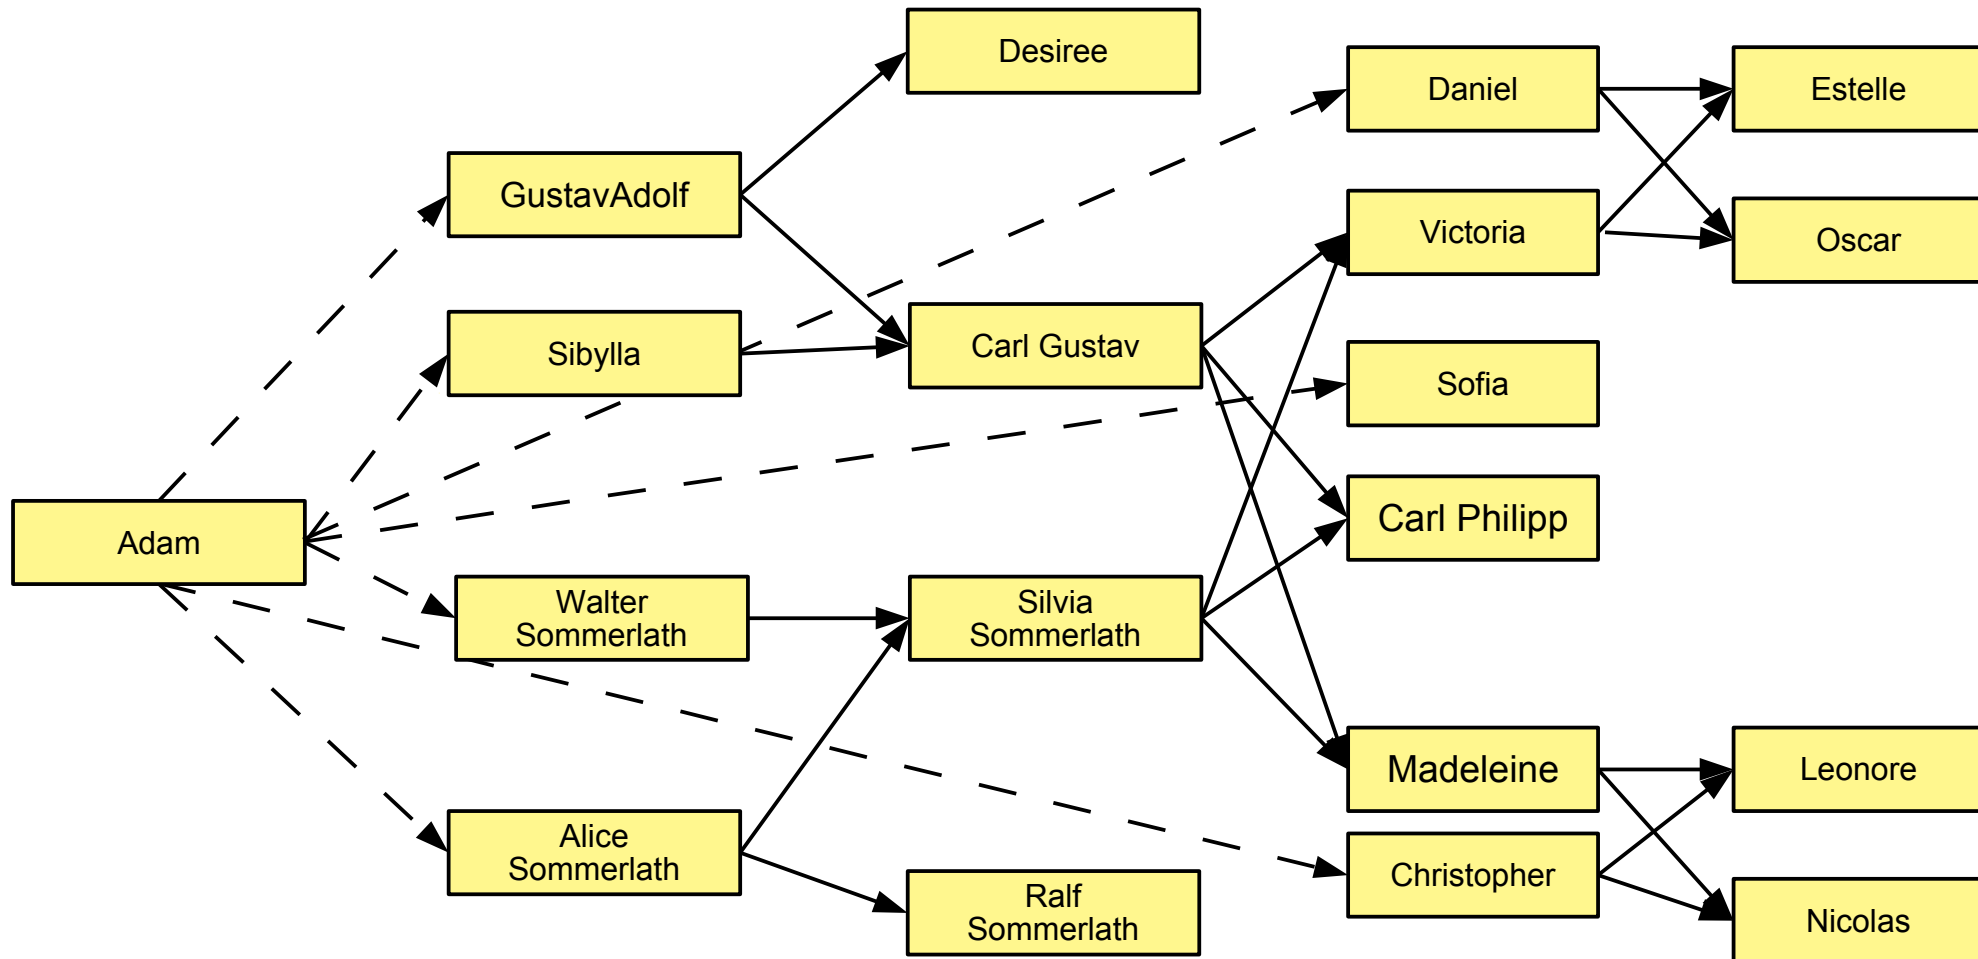 Desiree
Daniel
Estelle
GustavAdolf
Victoria
Oscar
Sibylla
Carl Gustav
Sofia
Adam
Carl Philipp
Walter
Sommerlath
Silvia
Sommerlath
Madeleine
Leonore
Alice
Sommerlath
Christopher
Ralf
Sommerlath
Nicolas